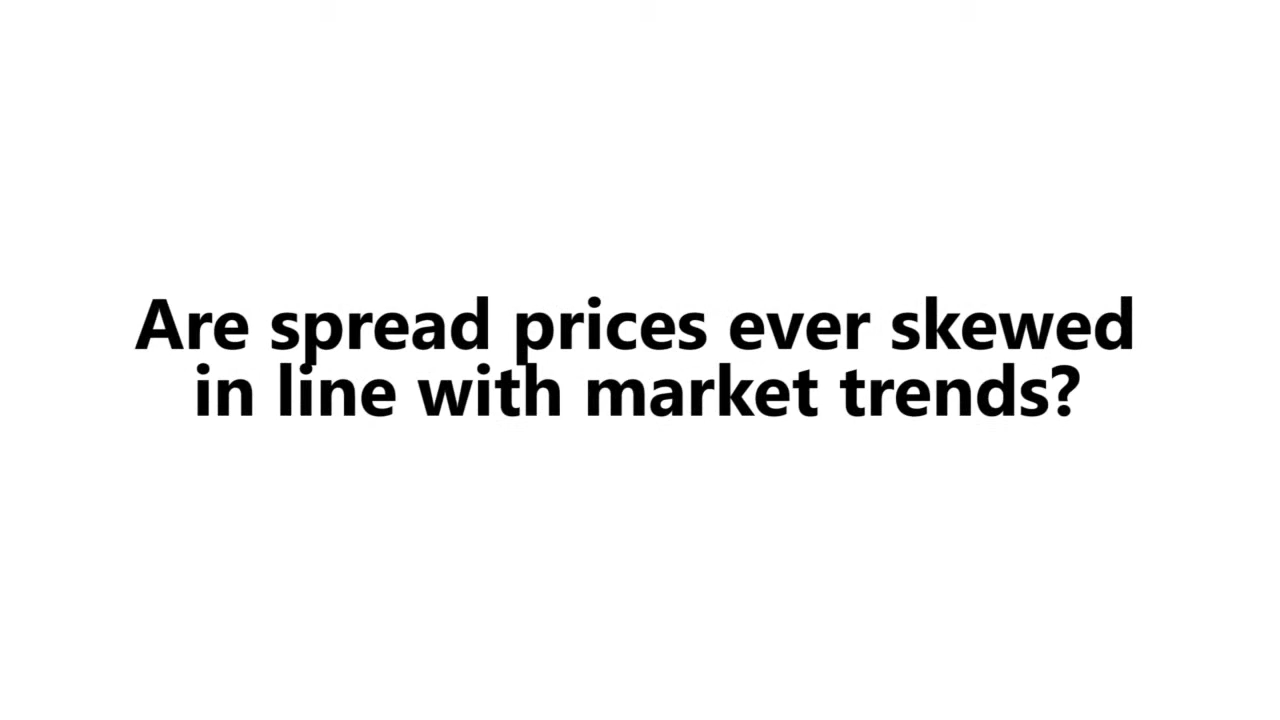 Are spread prices ever skewed
in line with market trends?